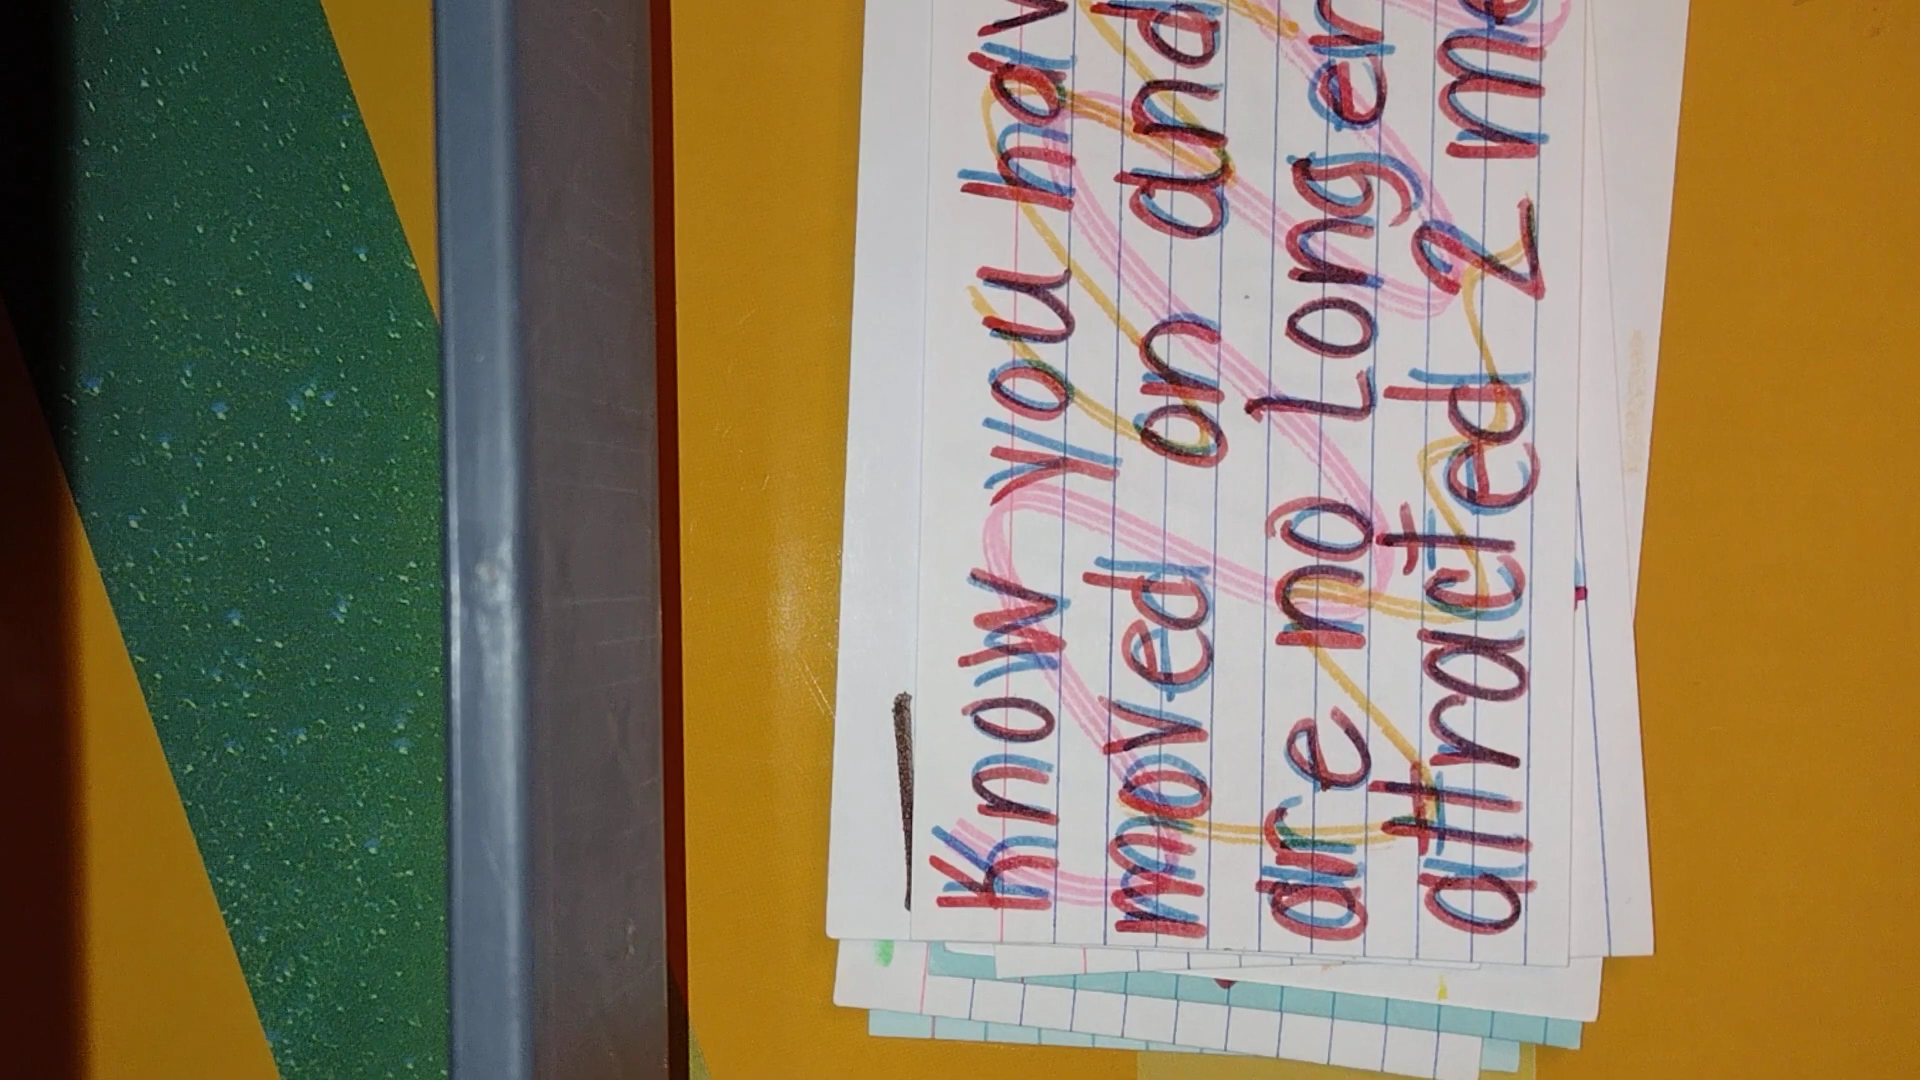 Know you hav
moved on and
are no Longer
attracted 2 me